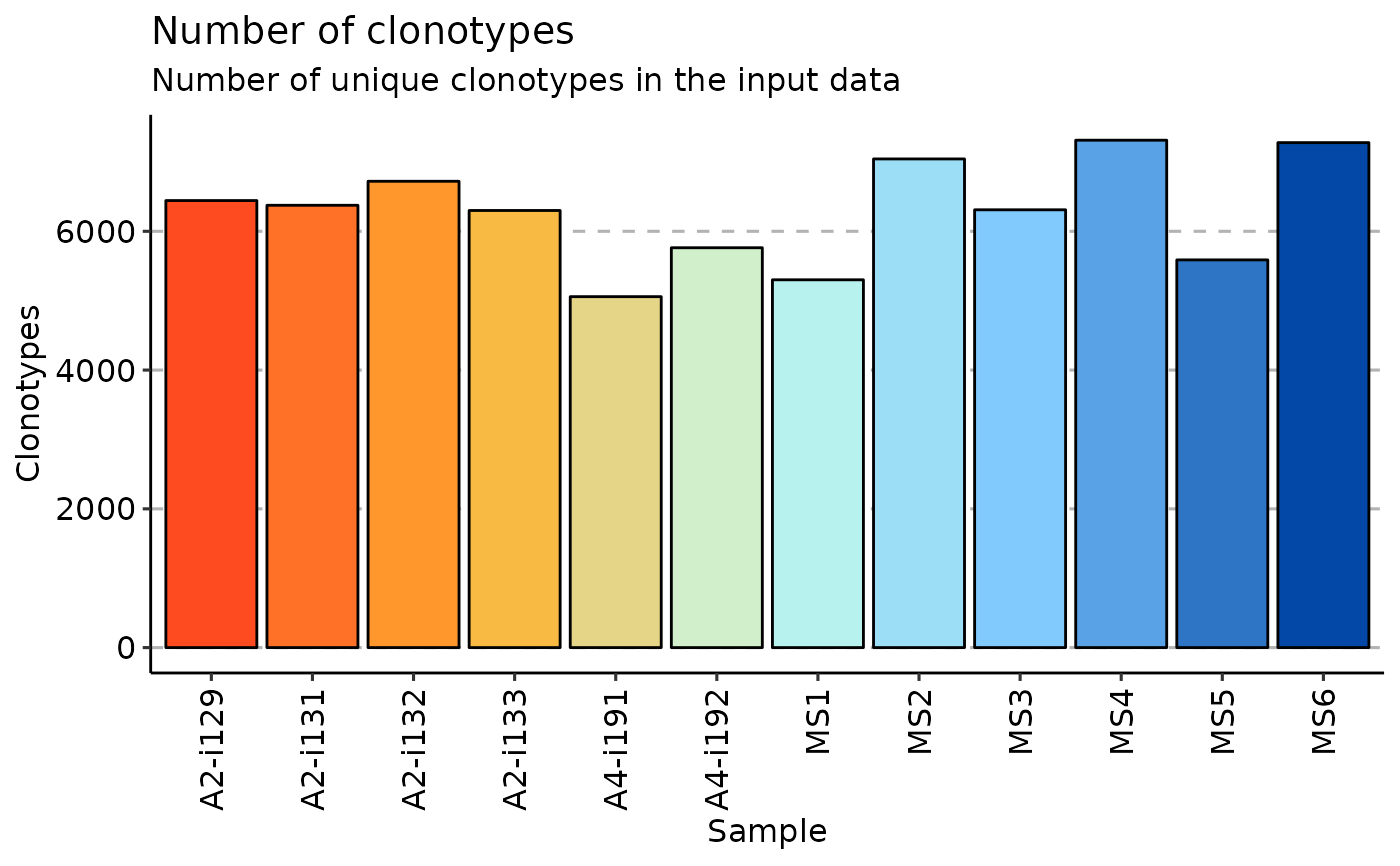 Number of clonotypes
Number of unique clonotypes in the input data
Clonotypes
6000
4000
2000
0
A2-i129
A2-i131
A2-i132
A2-i133
A4-i191
A4-i192
MS1
MS2
MS3
MS4
MS5
MS6
Sample